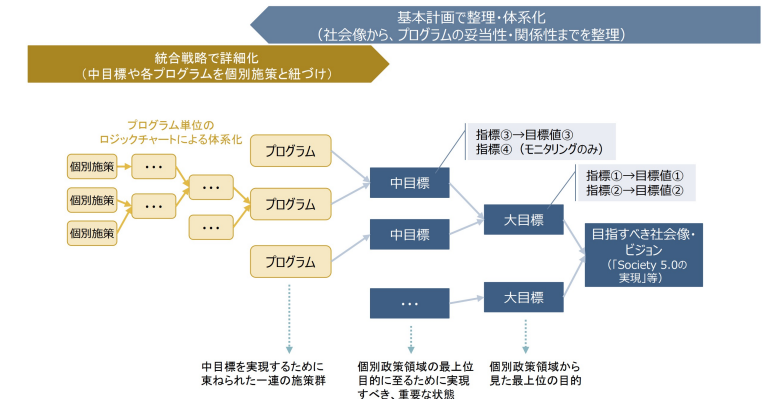 基本計画で整理・体系化
(社会像から、プログラムの妥当性・関係性までを整理)
統合戦略で詳細化
(中目標や各プログラムを個別施策と紐づけ)
プログラム単位の
ロジックチャートによる体系化
個別施策
個別施策
個別施策
・・・
・・・
・・・
・・・
プログラム
プログラム
プログラム
中目標
中目標
・・・
指標③→目標値③
指標④(モニタリングのみ)
指標①→目標値①
指標②→目標値②
大目標
大目標
目指すべき社会像・
ビジョン
(「Society 5.0の
実現」等)
中目標を実現するために
束ねられた一連の施策群
個別政策領域の最上位
目的に至るために実現
すべき、重要な状態
個別政策領域から
見た最上位の目的